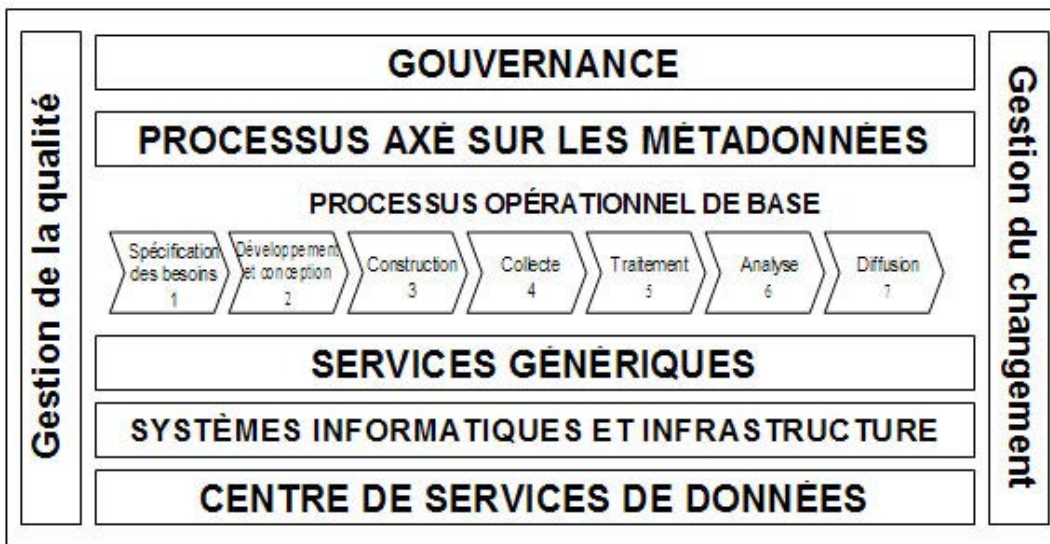 Gestion de la qualité
GOUVERNANCE
PROCESSUS AXÉ SUR LES MÉTADONNÉES
PROCESSUS OPÉRATIONNEL DE BASE
Spécification
des besoins
1
Développement
et conception
2
Construction
3
Collecte
4
Traitement
5
Analyse
6
Diffusion
7
SERVICES GÉNÉRIQUES
SYSTÈMES INFORMATIQUES ET INFRASTRUCTURE
CENTRE DE SERVICES DE DONNÉES
Gestion du changement